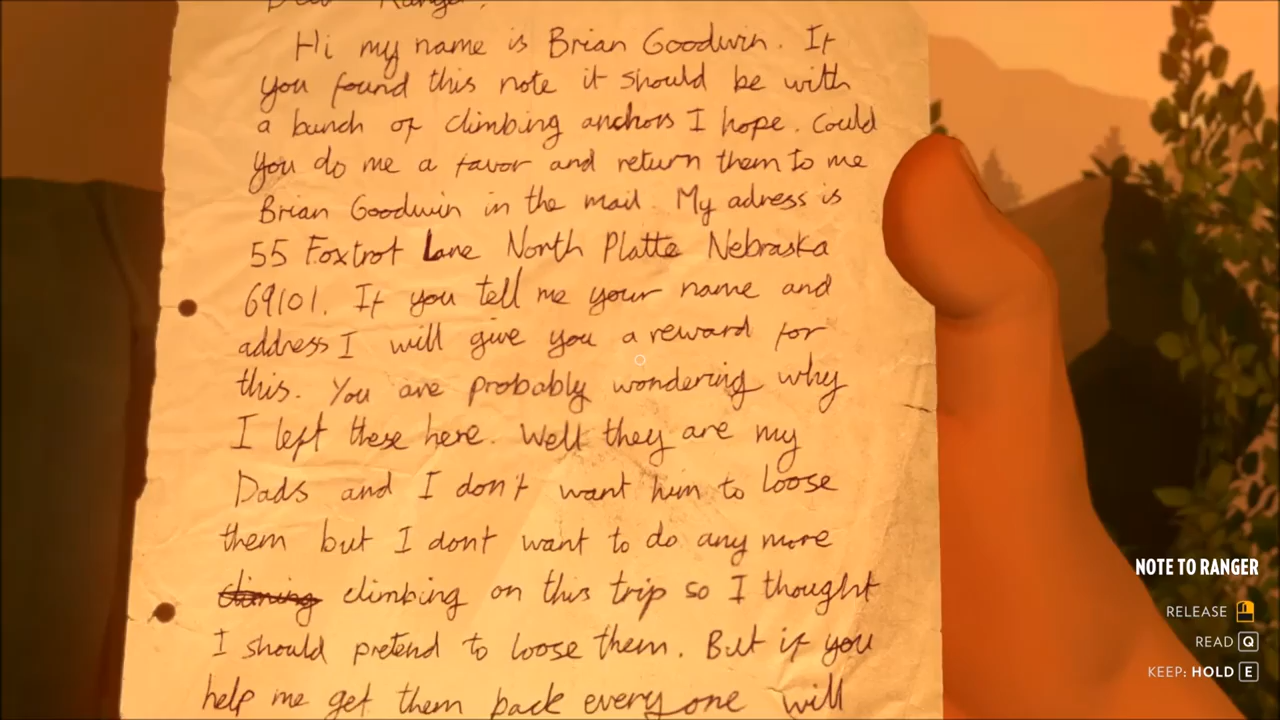 Dear Ranger,
Hi my name is Brian Goodwin. If
you found this note it should be with
a bunch of climbing anchors I hope. Could
you do me a favor and return them to me
Brian Goodwin in the mail. My adress is
55 Foxtrot Lane North Platte Nebraska
69101. If you tell me your name and
address I will give you a reward for
this. You are probably wondering why
I left these here. Well they are my
Dads and I don't want him to loose
them but I dont want to do any more
climing climbing on this trip so I thought
I should pretend to loose them. But if you
help me get them back every one will
NOTE TO RANGER
RELEASE
READ Q
KEEP: HOLD E